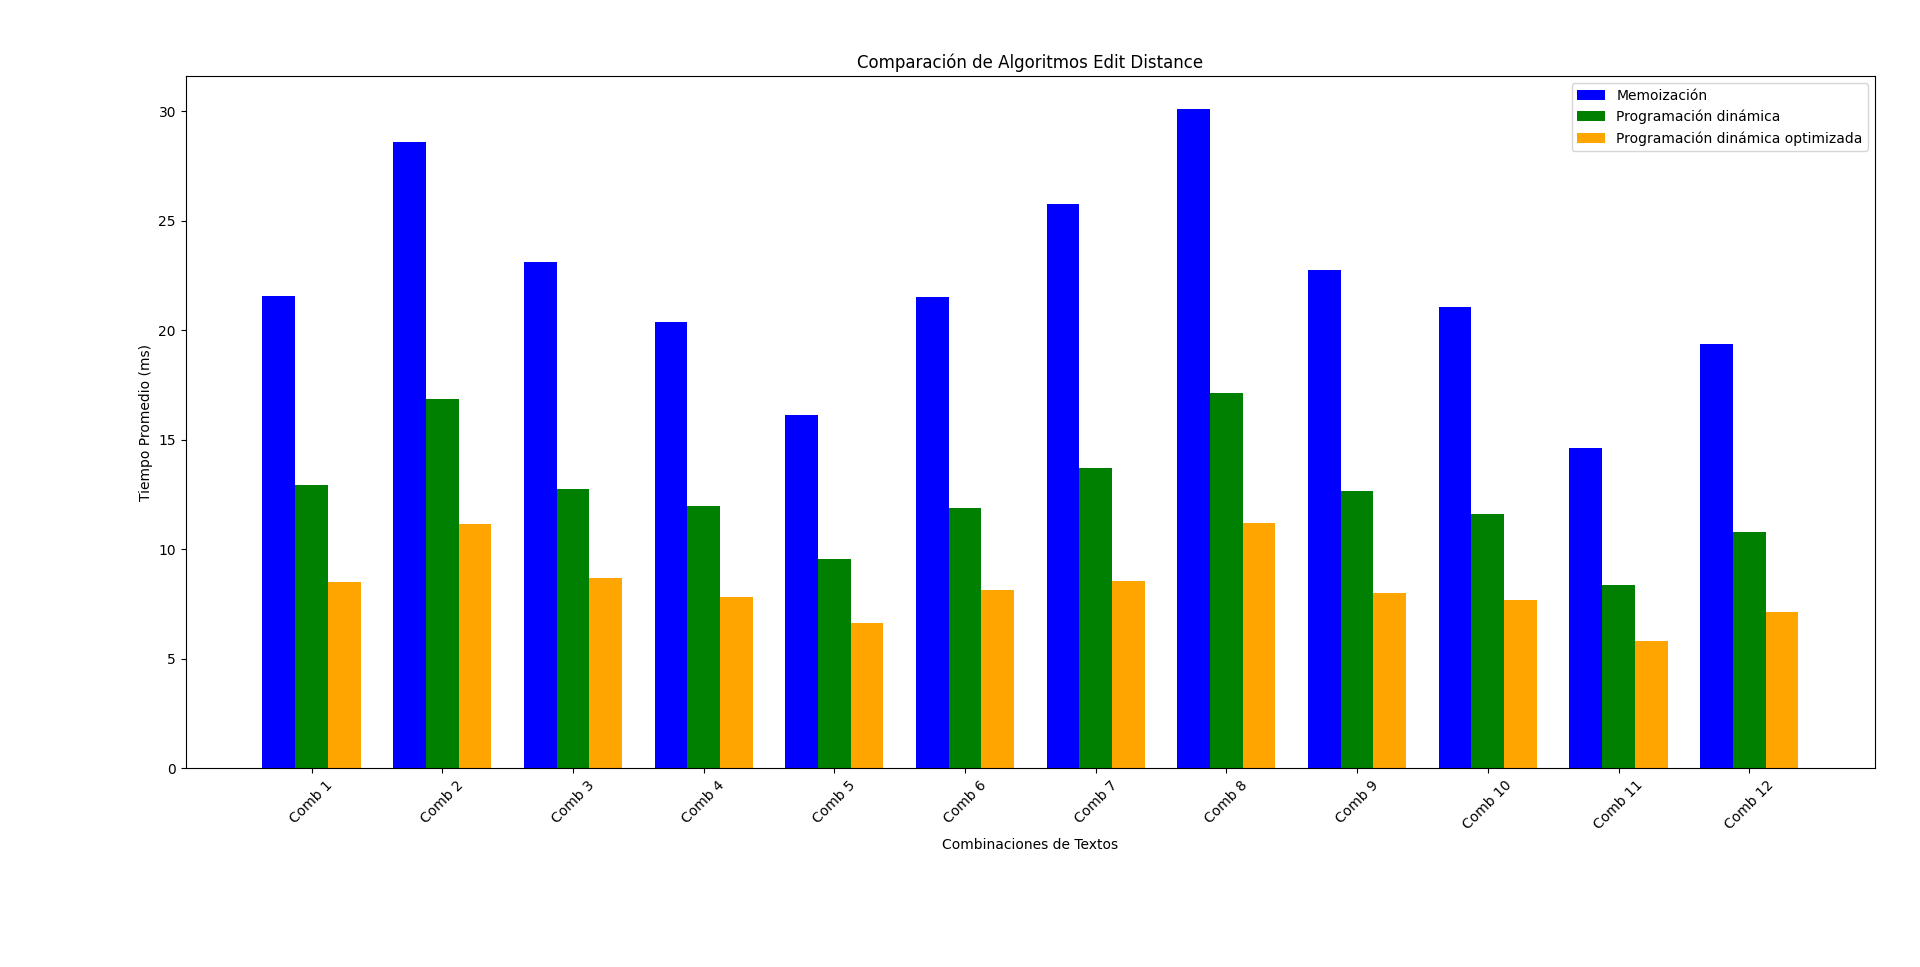 Comparación de Algoritmos Edit Distance
Memoización
Programación dinámica
Programación dinámica optimizada
Tiempo Promedio (ms)
30
25
20
15
10
5
0
Comb 1
Comb 2
Comb 3
Comb 4
Comb 5
Comb 6
Comb 7
Comb 8
Comb 9
Comb 10
Comb 11
Comb 12
Combinaciones de Textos